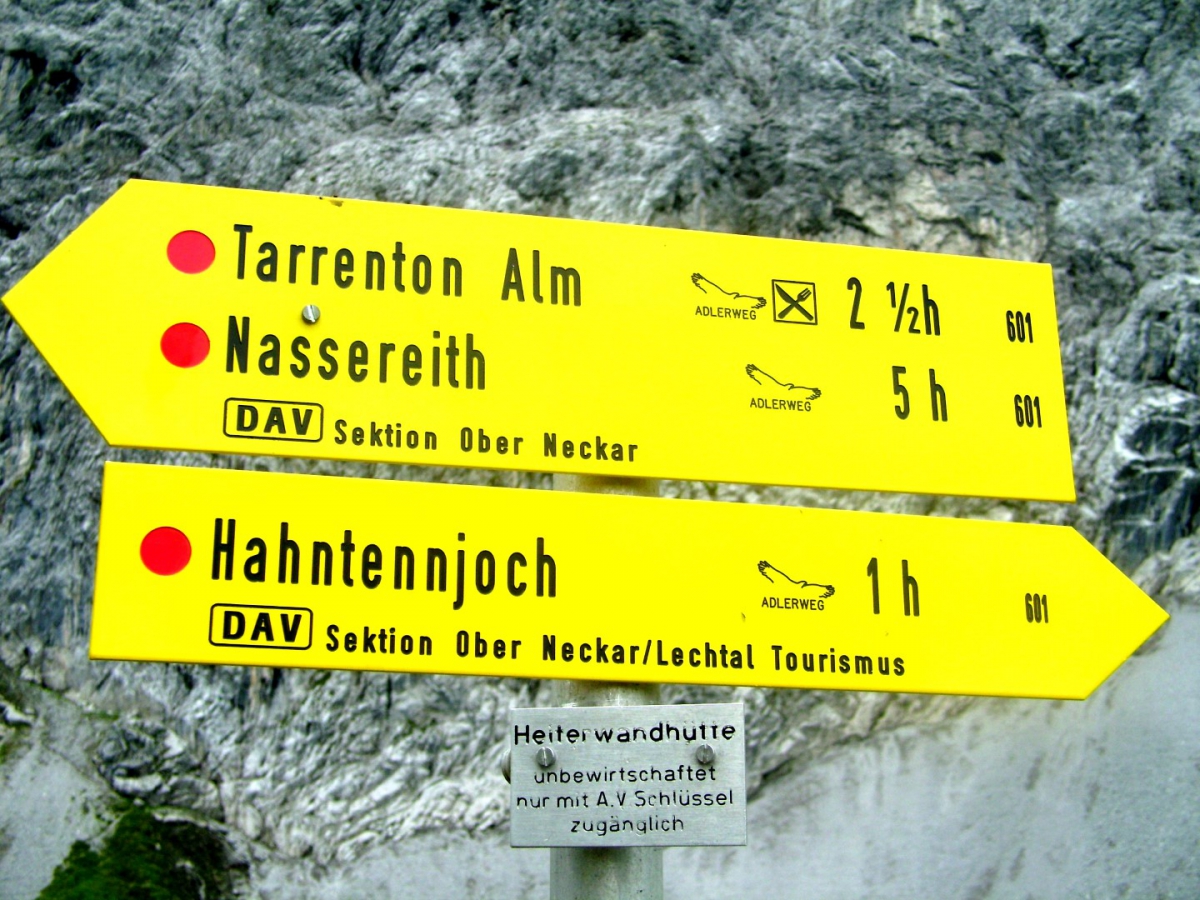 Tarrenton Alm ADLERWEG 2 ½h 601
Nassereith ADLERWEG 5 h 601
DAV Sektion Ober Neckar
Hahntennjoch ADLERWEG 1 h 601
DAV Sektion Ober Neckar/Lechtal Tourismus
Heiterwandhütte
unbewirtschaftet
nur mit A.V. Schlüssel
zugänglich